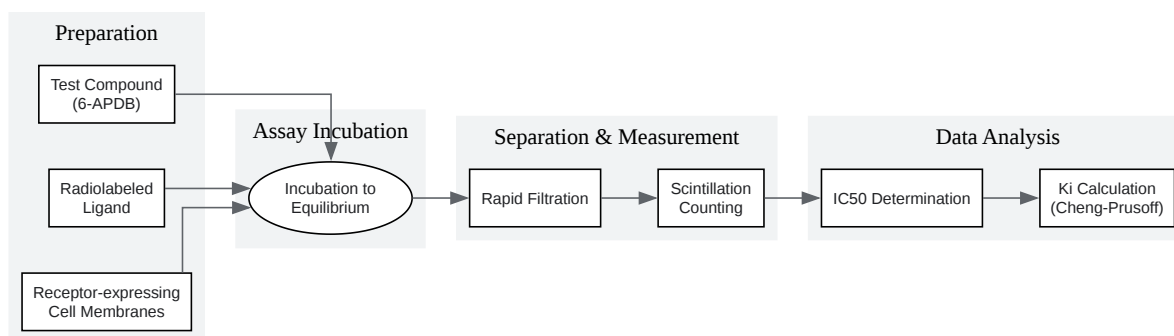 Preparation
Test Compound
(6-APDB)
Radiolabeled
Ligand
Receptor-expressing
Cell Membranes
Assay Incubation
Incubation to
Equilibrium
Separation & Measurement
Rapid Filtration
Scintillation
Counting
Data Analysis
IC50 Determination
Ki Calculation
(Cheng-Prusoff)